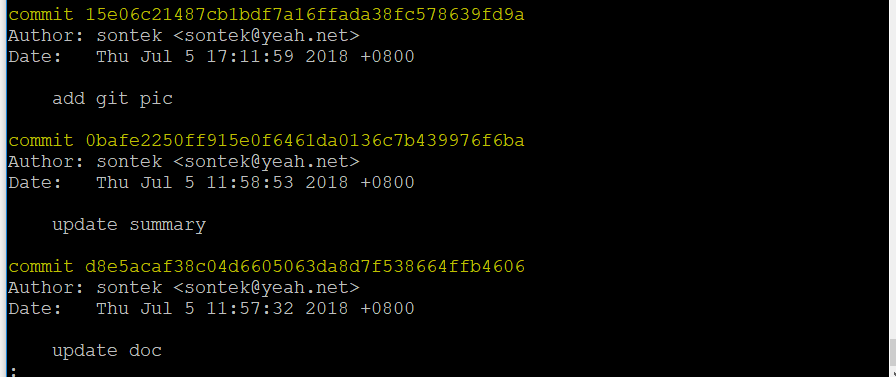 commit 15e06c21487cb1bdf7a16ffada38fc578639fd9a
Author: sontek <sontek@yeah.net>
Date:   Thu Jul 5 17:11:59 2018 +0800
    add git pic
commit 0bafe2250ff915e0f6461da0136c7b439976f6ba
Author: sontek <sontek@yeah.net>
Date:   Thu Jul 5 11:58:53 2018 +0800
    update summary
commit d8e5acaf38c04d6605063da8d7f538664ffb4606
Author: sontek <sontek@yeah.net>
Date:   Thu Jul 5 11:57:32 2018 +0800
    update doc
: